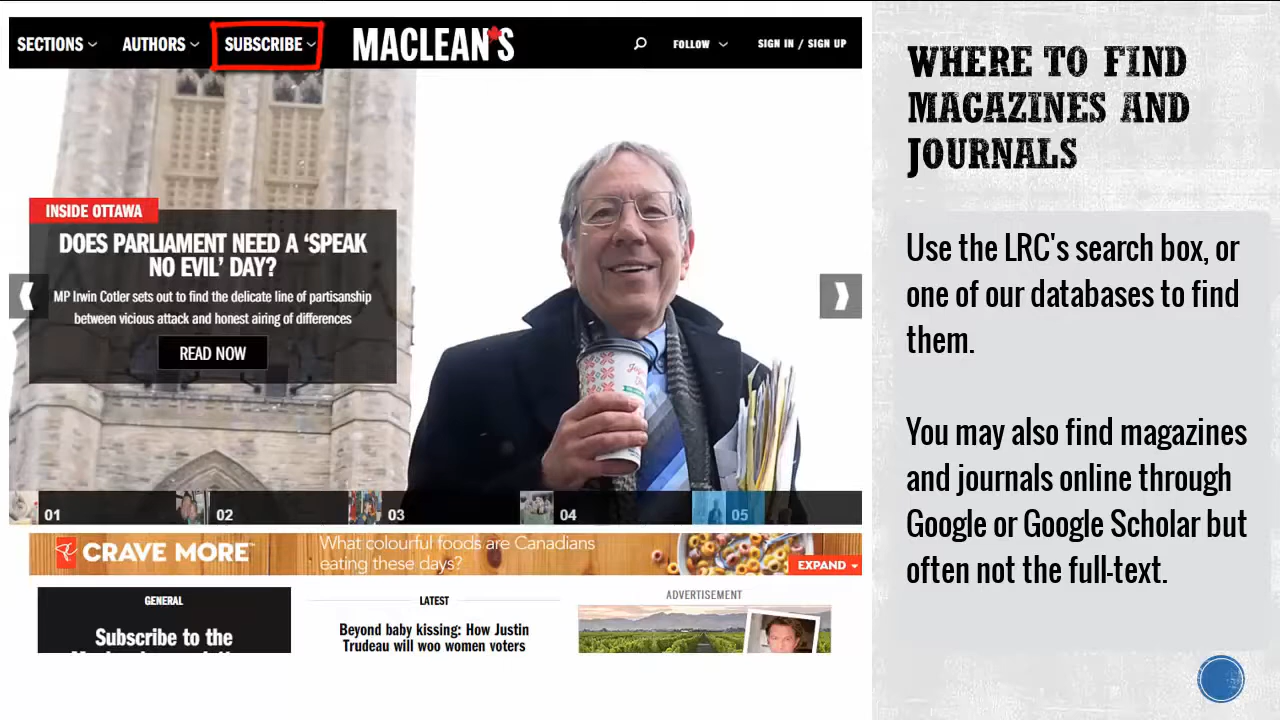 SECTIONS AUTHORS SUBSCRIBE MACLEAN'S FOLLOW SIGN IN / SIGN UP
INSIDE OTTAWA
DOES PARLIAMENT NEED A ‘SPEAK
NO EVIL’ DAY?
MP Irwin Cotler sets out to find the delicate line of partisanship
between vicious attack and honest airing of differences
READ NOW
01 02 03 04 05
CRAVE MORE™ What colourful foods are Canadians
eating these days?
EXPAND
GENERAL
Subscribe to the
LATEST
Beyond baby kissing: How Justin
Trudeau will woo women voters
ADVERTISEMENT
WHERE TO FIND
MAGAZINES AND
JOURNALS
Use the LRC's search box, or
one of our databases to find
them.
You may also find magazines
and journals online through
Google or Google Scholar but
often not the full-text.